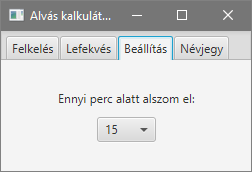 Alvás kalkulát...
Felkelés Lefekvés Beállítás Névjegy
Ennyi perc alatt alszom el:
15